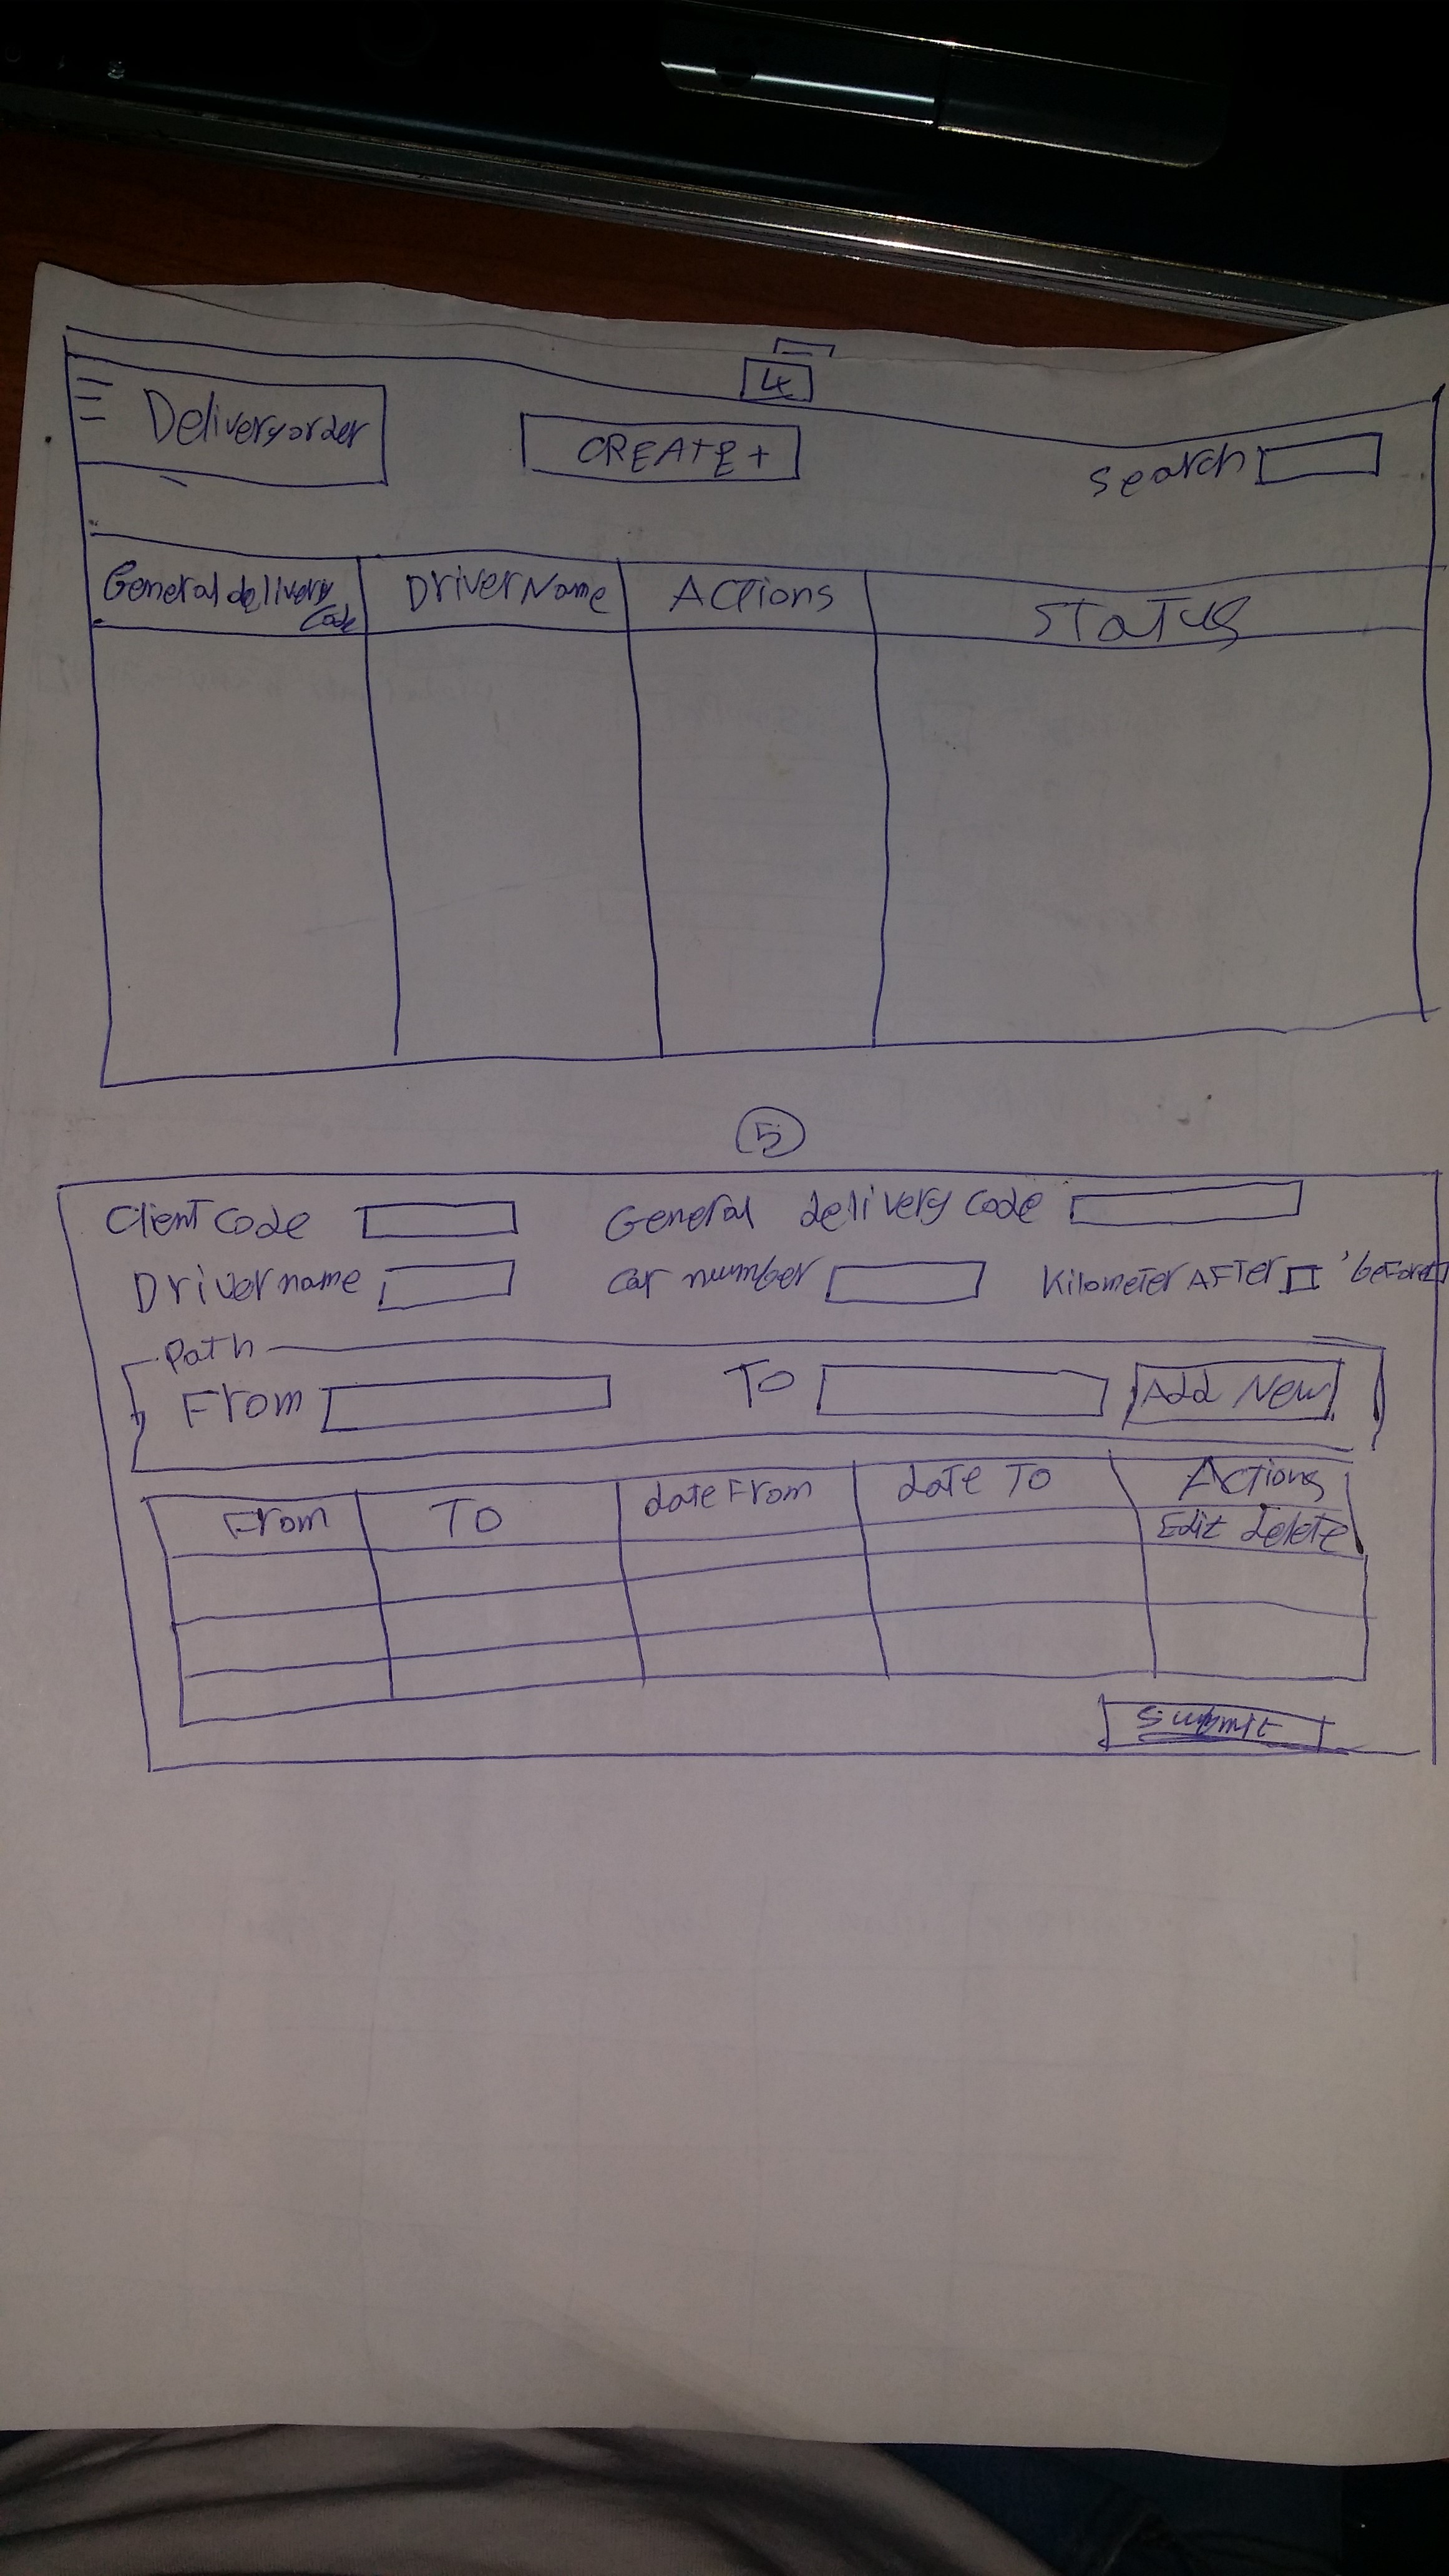 4
Deliveryorder CREATE+ search
General delivery Code DriverName Actions Status
5
Client Code General delivery code
Driver name Car number Kilometer After 'before
Path
From To Add New
From To date From date To Actions
Edit delete
Submit